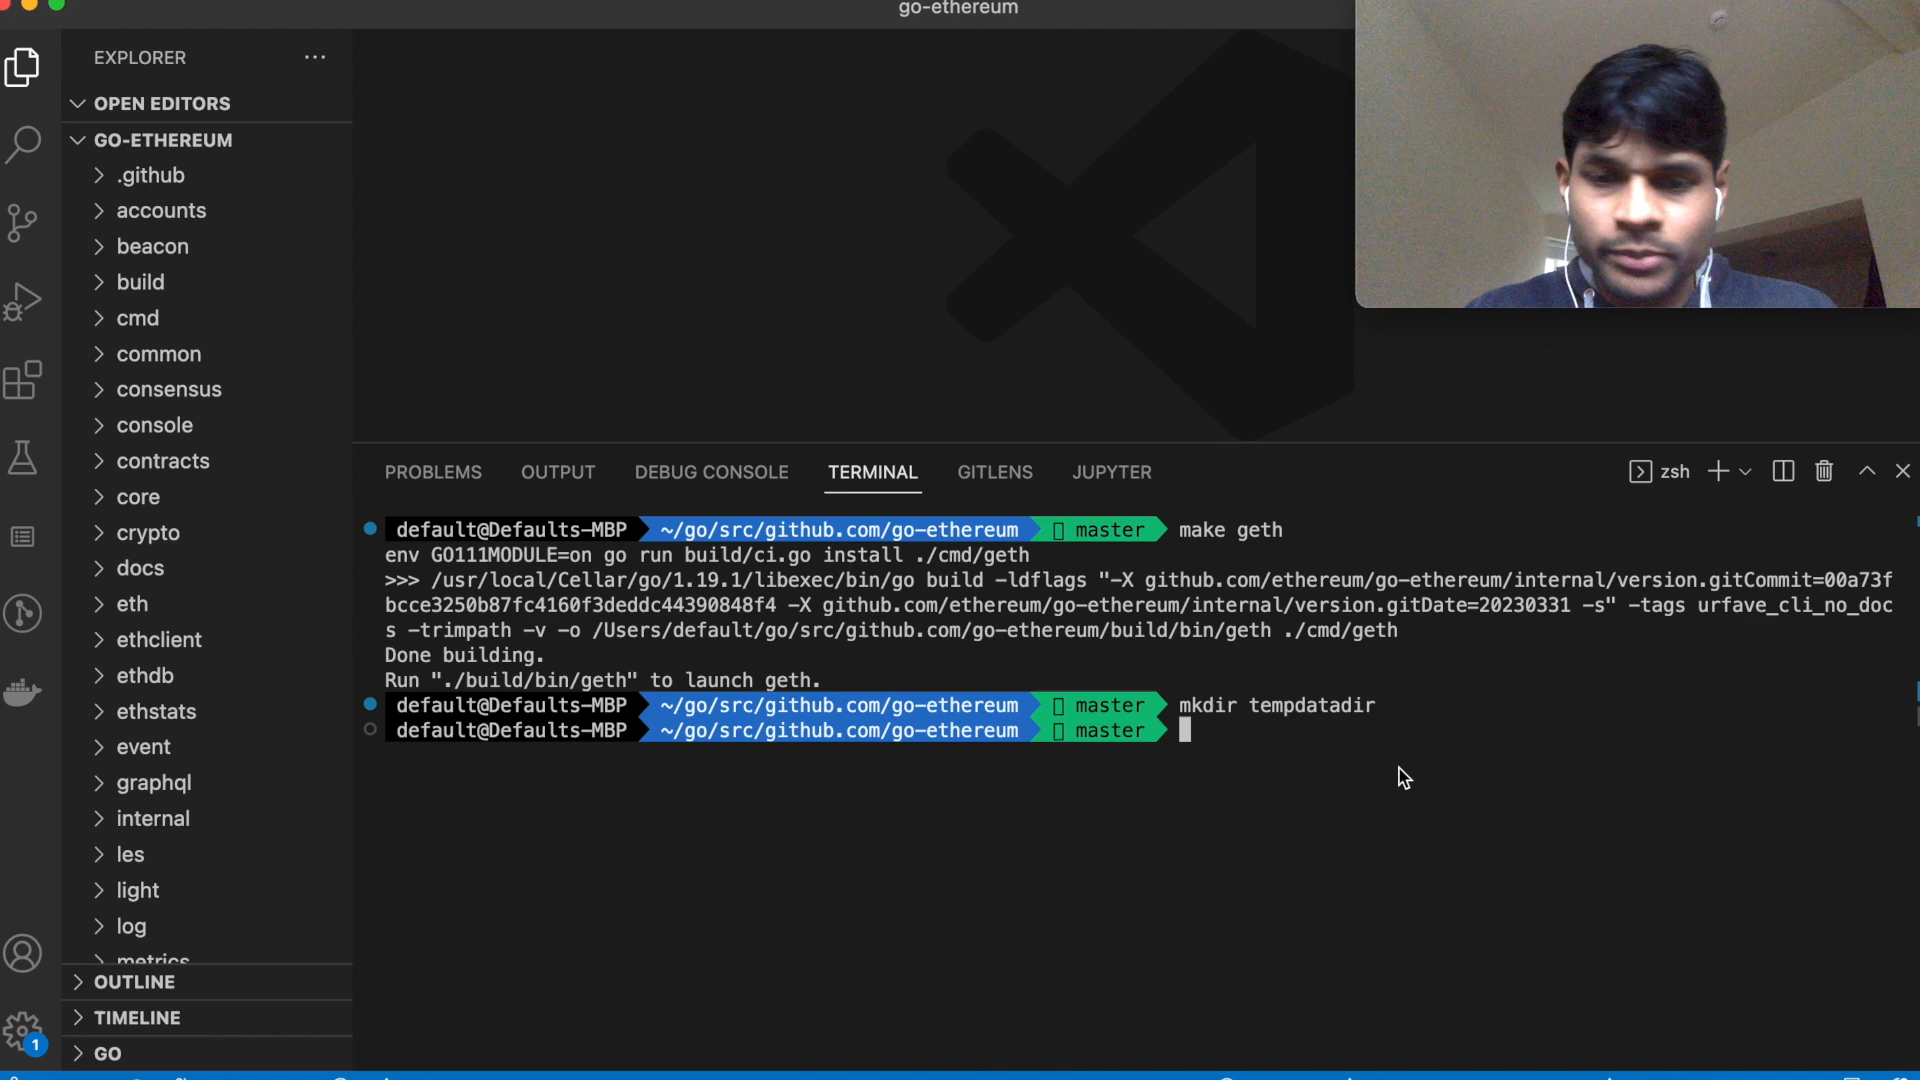 go-ethereum
EXPLORER
OPEN EDITORS
GO-ETHEREUM
.github
accounts
beacon
build
cmd
common
consensus
console
contracts
core
crypto
docs
eth
ethclient
ethdb
ethstats
event
graphql
internal
les
light
log
metrics
OUTLINE
TIMELINE
GO
1
PROBLEMS OUTPUT DEBUG CONSOLE TERMINAL GITLENS JUPYTER zsh
default@Defaults-MBP ~/go/src/github.com/go-ethereum master make geth
env GO111MODULE=on go run build/ci.go install ./cmd/geth
>>> /usr/local/Cellar/go/1.19.1/libexec/bin/go build -ldflags "-X github.com/ethereum/go-ethereum/internal/version.gitCommit=00a73f
bcce3250b87fc4160f3deddc44390848f4 -X github.com/ethereum/go-ethereum/internal/version.gitDate=20230331 -s" -tags urfave_cli_no_doc
s -trimpath -v -o /Users/default/go/src/github.com/go-ethereum/build/bin/geth ./cmd/geth
Done building.
Run "./build/bin/geth" to launch geth.
default@Defaults-MBP ~/go/src/github.com/go-ethereum master mkdir tempdatadir
default@Defaults-MBP ~/go/src/github.com/go-ethereum master